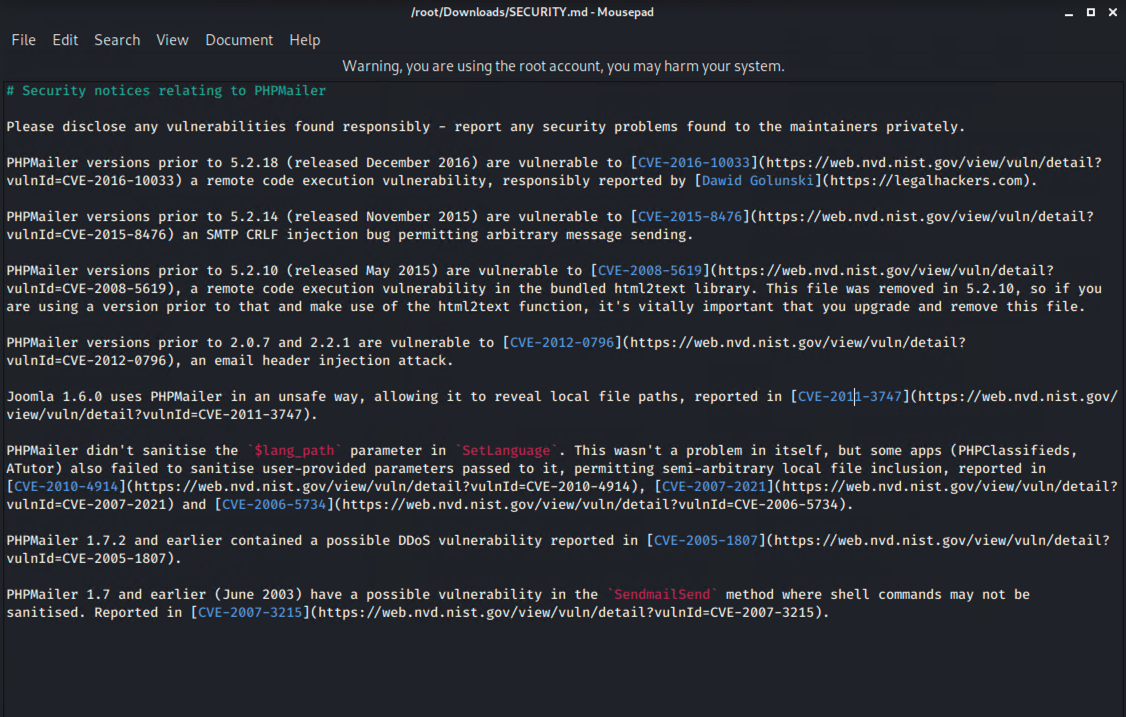 /root/Downloads/SECURITY.md - Mousepad
File Edit Search View Document Help
Warning, you are using the root account, you may harm your system.
# Security notices relating to PHPMailer
Please disclose any vulnerabilities found responsibly - report any security problems found to the maintainers privately.
PHPMailer versions prior to 5.2.18 (released December 2016) are vulnerable to [CVE-2016-10033](https://web.nvd.nist.gov/view/vuln/detail?
vulnId=CVE-2016-10033) a remote code execution vulnerability, responsibly reported by [Dawid Golunski](https://legalhackers.com).
PHPMailer versions prior to 5.2.14 (released November 2015) are vulnerable to [CVE-2015-8476](https://web.nvd.nist.gov/view/vuln/detail?
vulnId=CVE-2015-8476) an SMTP CRLF injection bug permitting arbitrary message sending.
PHPMailer versions prior to 5.2.10 (released May 2015) are vulnerable to [CVE-2008-5619](https://web.nvd.nist.gov/view/vuln/detail?
vulnId=CVE-2008-5619), a remote code execution vulnerability in the bundled html2text library. This file was removed in 5.2.10, so if you
are using a version prior to that and make use of the html2text function, it's vitally important that you upgrade and remove this file.
PHPMailer versions prior to 2.0.7 and 2.2.1 are vulnerable to [CVE-2012-0796](https://web.nvd.nist.gov/view/vuln/detail?
vulnId=CVE-2012-0796), an email header injection attack.
Joomla 1.6.0 uses PHPMailer in an unsafe way, allowing it to reveal local file paths, reported in [CVE-2011-3747](https://web.nvd.nist.gov/
view/vuln/detail?vulnId=CVE-2011-3747).
PHPMailer didn't sanitise the `$lang_path` parameter in `SetLanguage`. This wasn't a problem in itself, but some apps (PHPClassifieds,
ATutor) also failed to sanitise user-provided parameters passed to it, permitting semi-arbitrary local file inclusion, reported in
[CVE-2010-4914](https://web.nvd.nist.gov/view/vuln/detail?vulnId=CVE-2010-4914), [CVE-2007-2021](https://web.nvd.nist.gov/view/vuln/detail?
vulnId=CVE-2007-2021) and [CVE-2006-5734](https://web.nvd.nist.gov/view/vuln/detail?vulnId=CVE-2006-5734).
PHPMailer 1.7.2 and earlier contained a possible DDoS vulnerability reported in [CVE-2005-1807](https://web.nvd.nist.gov/view/vuln/detail?
vulnId=CVE-2005-1807).
PHPMailer 1.7 and earlier (June 2003) have a possible vulnerability in the `SendmailSend` method where shell commands may not be
sanitised. Reported in [CVE-2007-3215](https://web.nvd.nist.gov/view/vuln/detail?vulnId=CVE-2007-3215).